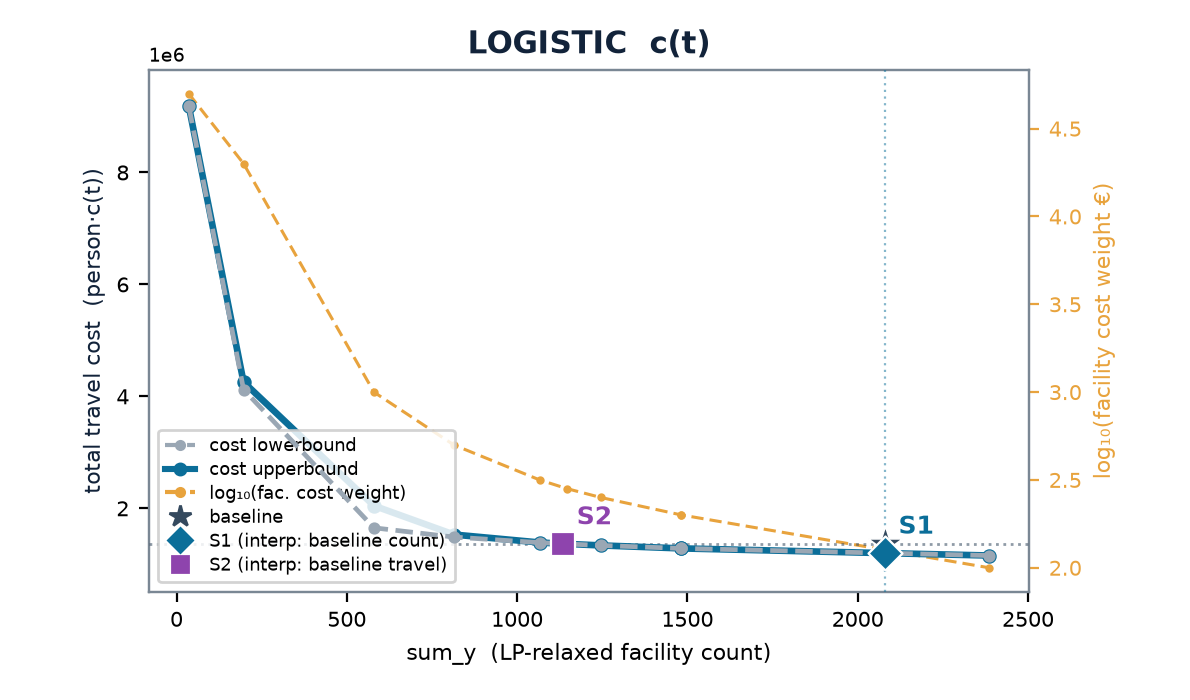 LOGISTIC  c(t)
1e6
total travel cost  (person·c(t))
8
6
4
2
4.5
4.0
3.5
3.0
2.5
2.0
log₁₀(facility cost weight €)
cost lowerbound
cost upperbound
log₁₀(fac. cost weight)
baseline
S1 (interp: baseline count)
S2 (interp: baseline travel)
S2
S1
0
500
1000
1500
2000
2500
sum_y  (LP-relaxed facility count)